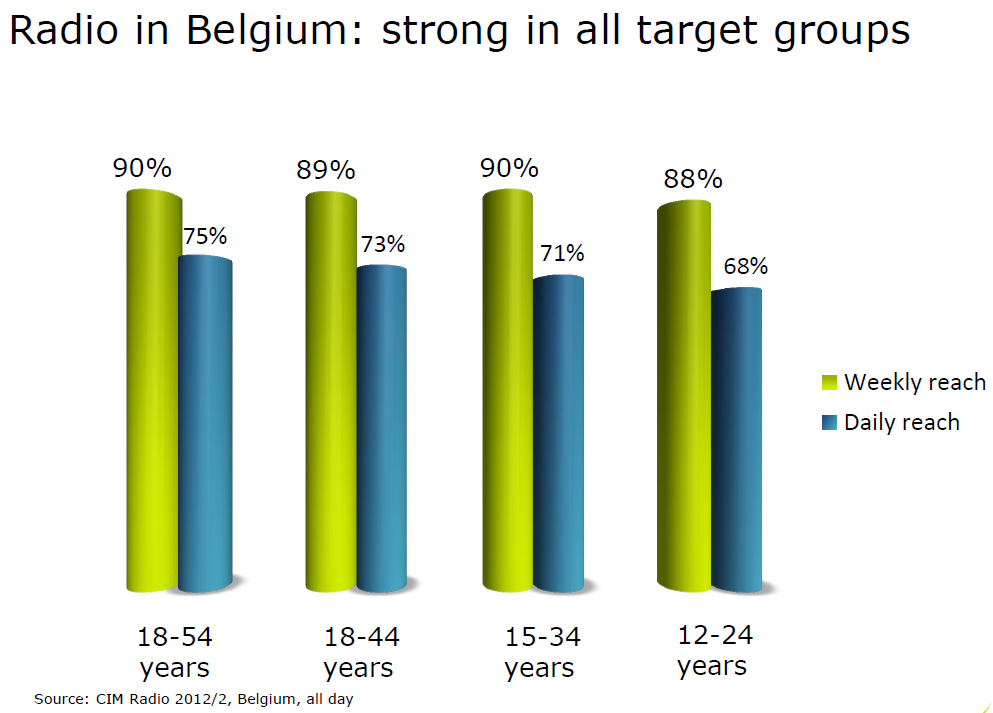 Radio in Belgium: strong in all target groups
90%
75%
89%
73%
90%
71%
88%
68%
Weekly reach
Daily reach
18-54
years
18-44
years
15-34
years
12-24
years
Source: CIM Radio 2012/2, Belgium, all day